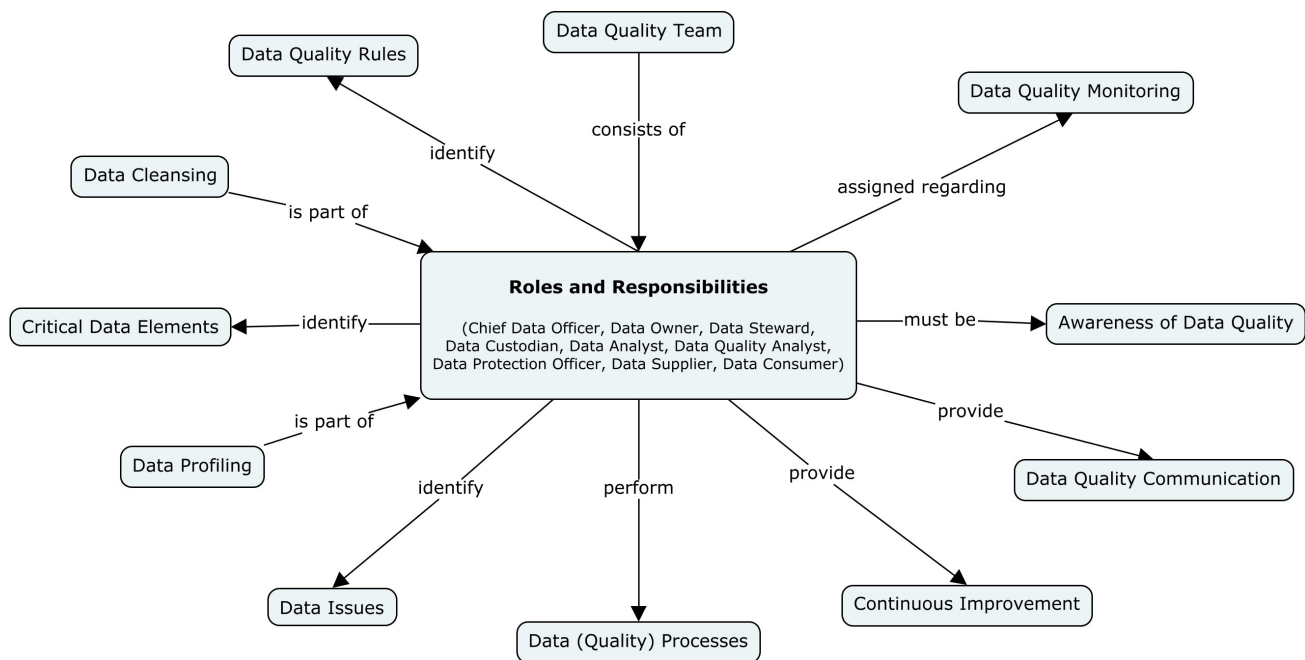 Data Quality Team
Data Quality Rules
Data Quality Monitoring
consists of
identify
Data Cleansing
assigned regarding
is part of
Roles and Responsibilities
(Chief Data Officer, Data Owner, Data Steward,
Data Custodian, Data Analyst, Data Quality Analyst,
Data Protection Officer, Data Supplier, Data Consumer)
Critical Data Elements
identify
must be
Awareness of Data Quality
is part of
provide
Data Profiling
Data Quality Communication
identify
perform
provide
Data Issues
Continuous Improvement
Data (Quality) Processes